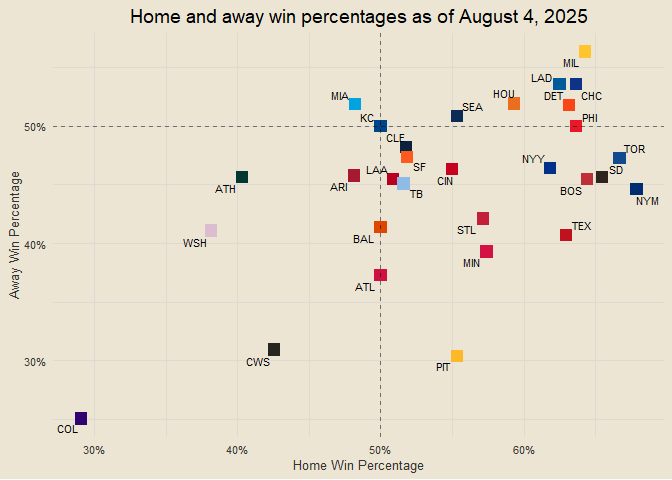 Home and away win percentages as of August 4, 2025
MIL
LAD
DET
CHC
MIA
HOU
SEA
KC
PHI
50%
CLE
SF
NYY
TOR
LAA
CIN
SD
ATH
ARI
TB
BOS
NYM
WSH
BAL
STL
TEX
MIN
40%
ATL
CWS
PIT
30%
COL
30%
40%
50%
60%
Home Win Percentage
Away Win Percentage